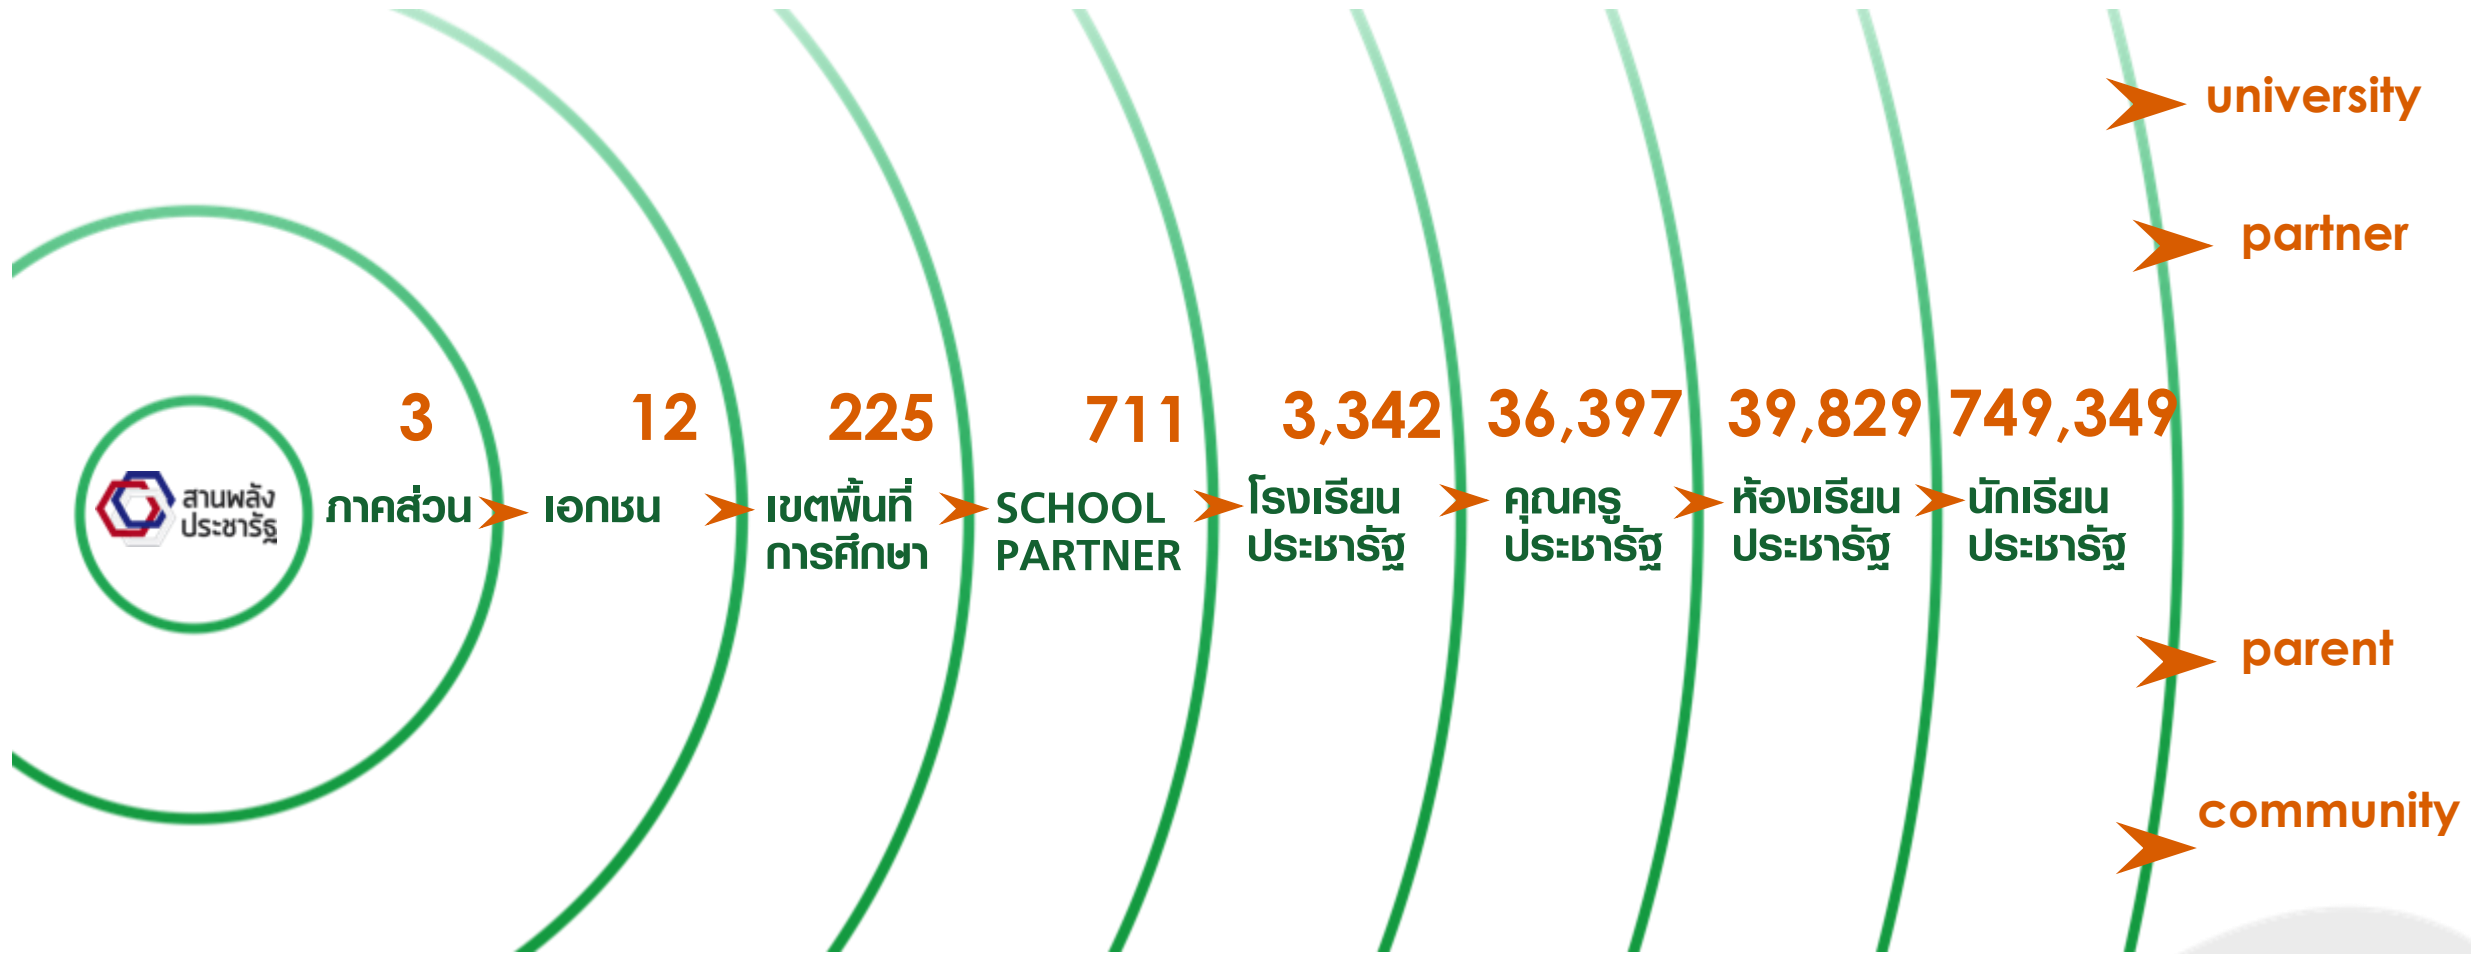 สานพลัง
ประชารัฐ
3
ภาคส่วน
12
เอกชน
225
เขตพื้นที่
การศึกษา
711
SCHOOL
PARTNER
3,342
โรงเรียน
ประชารัฐ
36,397
คุณครู
ประชารัฐ
39,829
ห้องเรียน
ประชารัฐ
749,349
นักเรียน
ประชารัฐ
university
partner
parent
community